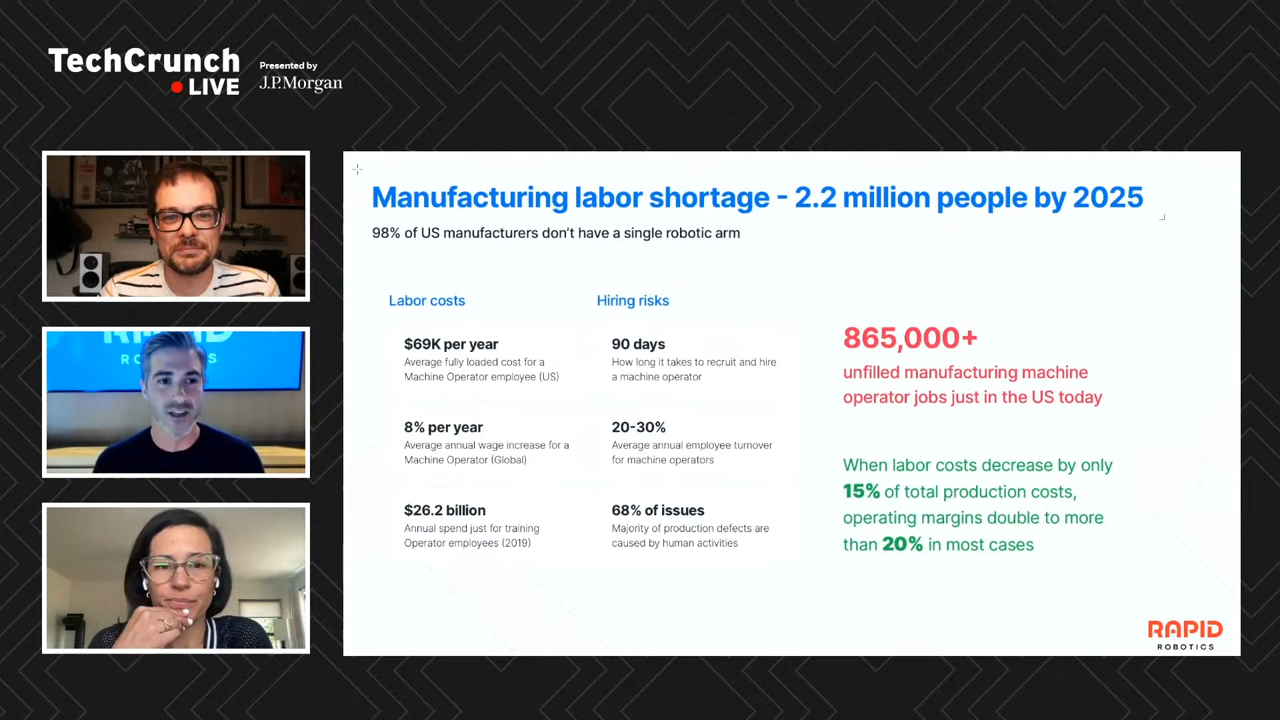 TechCrunch
LIVE
Presented by
J.P.Morgan
Manufacturing labor shortage - 2.2 million people by 2025
98% of US manufacturers don't have a single robotic arm
Labor costs
$69K per year
Average fully loaded cost for a
Machine Operator employee (US)
8% per year
Average annual wage increase for a
Machine Operator (Global)
$26.2 billion
Annual spend just for training
Operator employees (2019)
Hiring risks
90 days
How long it takes to recruit and hire
a machine operator
20-30%
Average annual employee turnover
for machine operators
68% of issues
Majority of production defects are
caused by human activities
865,000+
unfilled manufacturing machine
operator jobs just in the US today
When labor costs decrease by only
15% of total production costs,
operating margins double to more
than 20% in most cases
RAPID
ROBOTICS